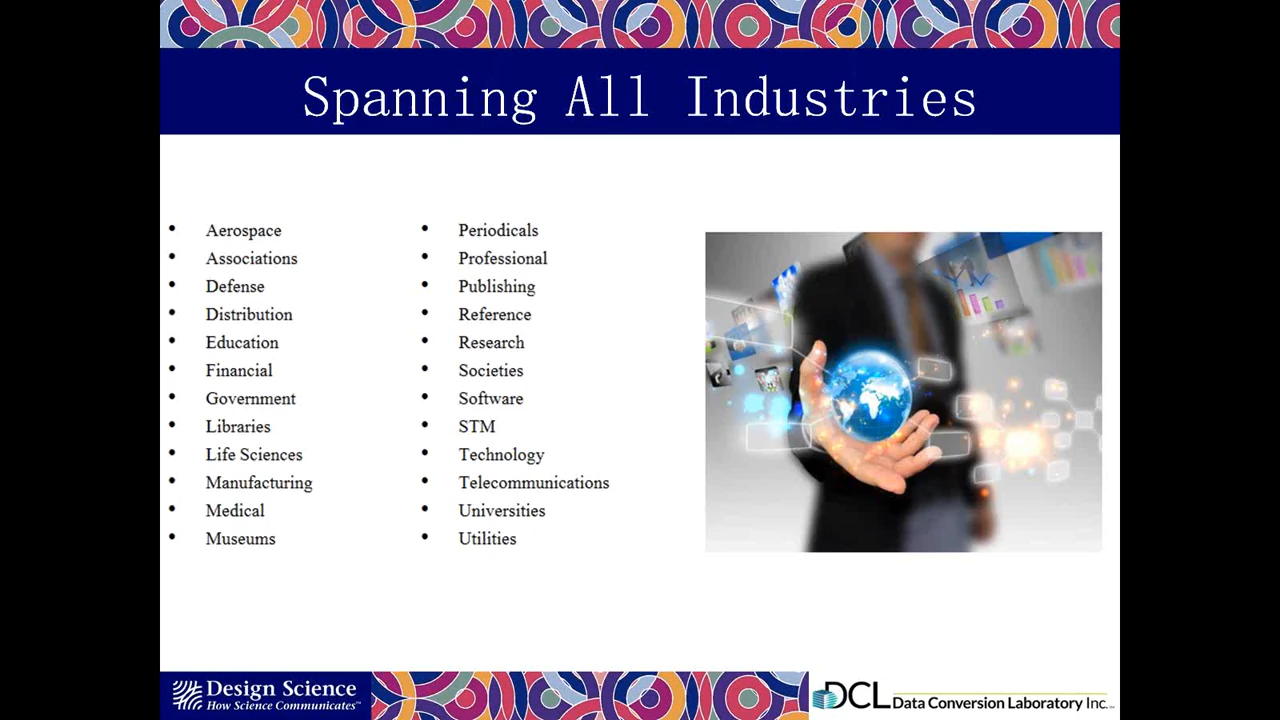 Spanning All Industries
• Aerospace
• Associations
• Defense
• Distribution
• Education
• Financial
• Government
• Libraries
• Life Sciences
• Manufacturing
• Medical
• Museums
• Periodicals
• Professional
• Publishing
• Reference
• Research
• Societies
• Software
• STM
• Technology
• Telecommunications
• Universities
• Utilities
Design Science
How Science Communicates™
DCL Data Conversion Laboratory Inc.